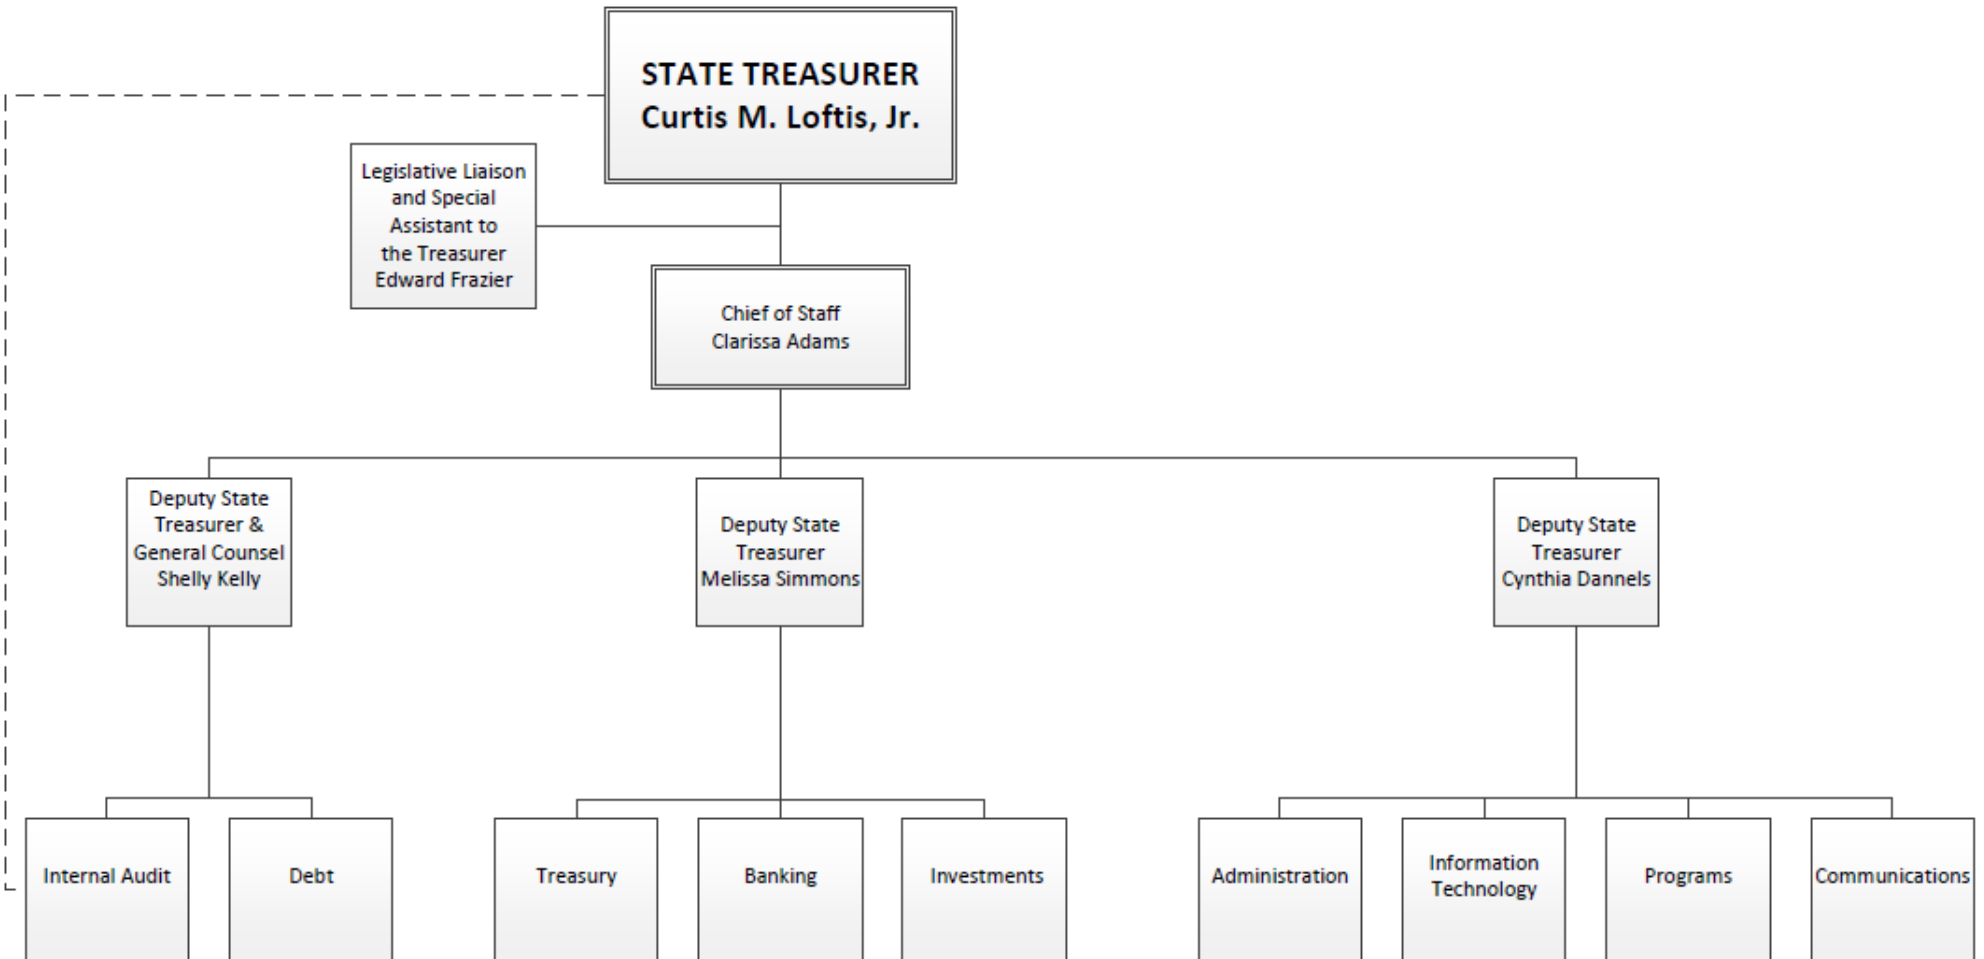 STATE TREASURER
Curtis M. Loftis, Jr.
Legislative Liaison
and Special
Assistant to
the Treasurer
Edward Frazier
Chief of Staff
Clarissa Adams
Deputy State
Treasurer &
General Counsel
Shelly Kelly
Deputy State
Treasurer
Melissa Simmons
Deputy State
Treasurer
Cynthia Dannels
Internal Audit
Debt
Treasury
Banking
Investments
Administration
Information
Technology
Programs
Communications